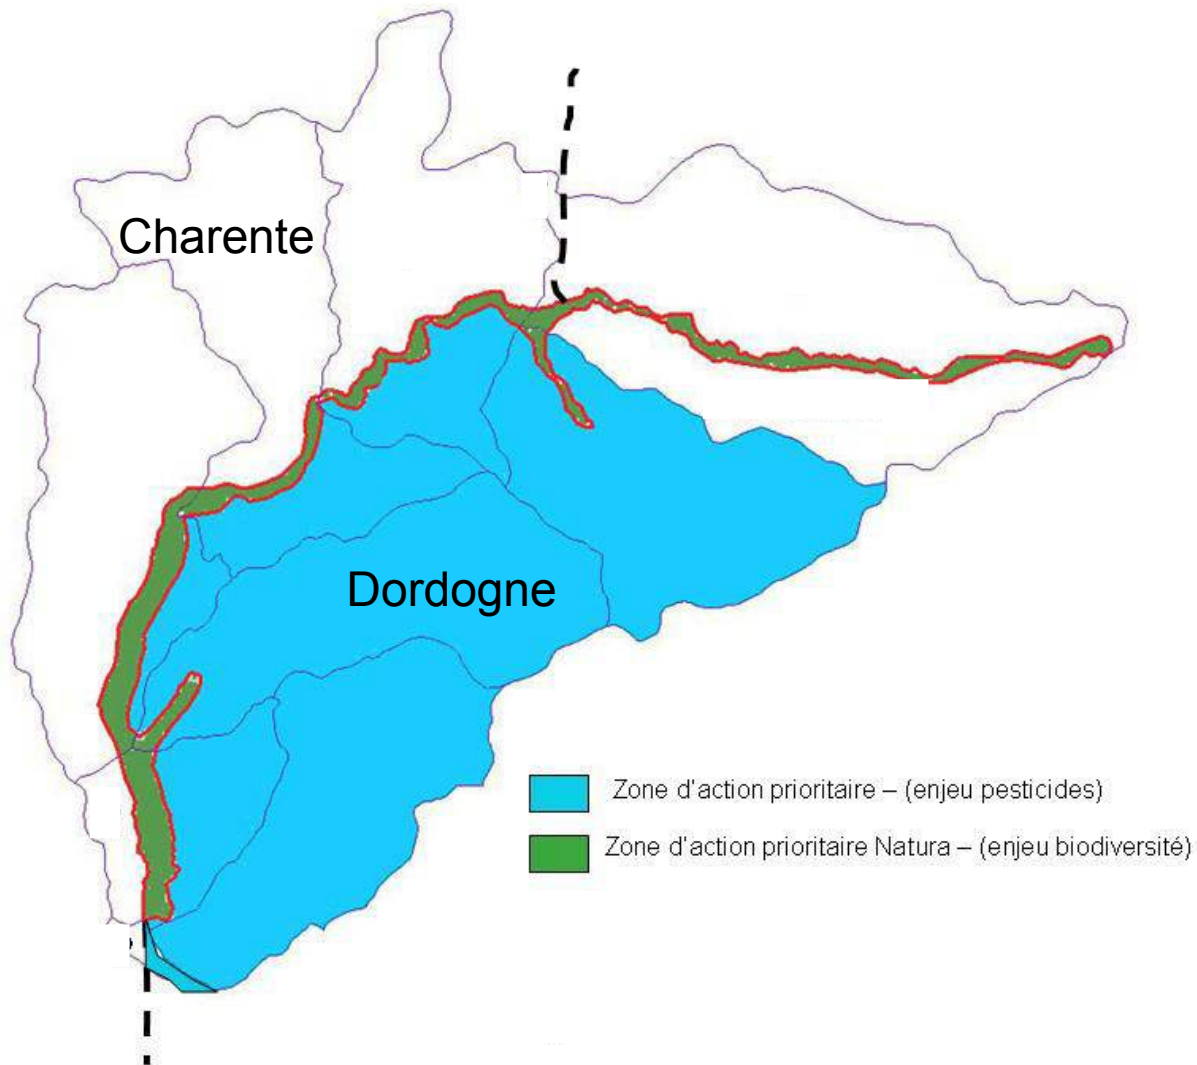 Charente
Dordogne
Zone d'action prioritaire – (enjeu pesticides)
Zone d'action prioritaire Natura – (enjeu biodiversité)